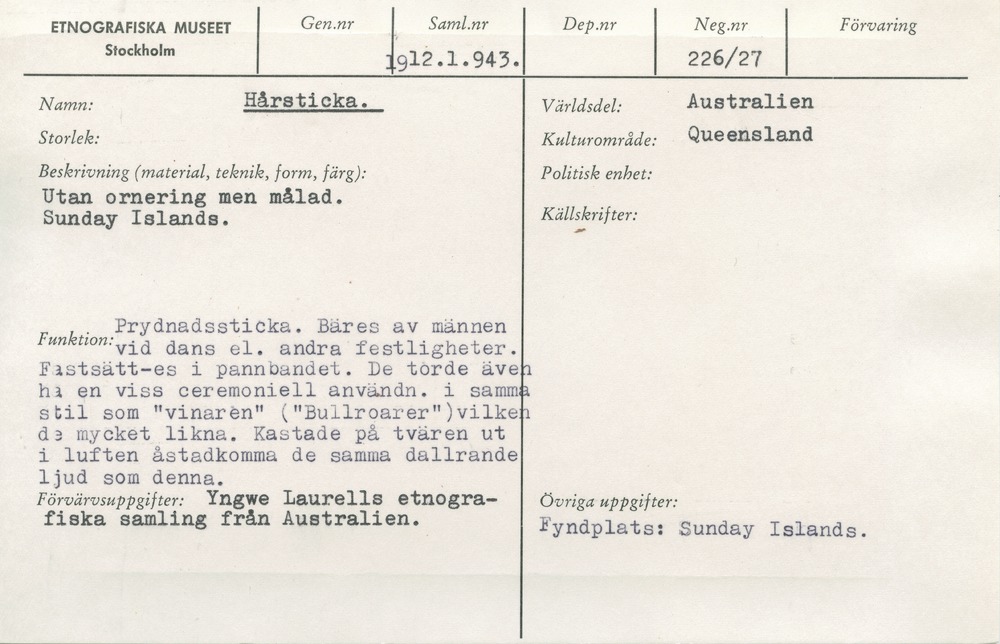 ETNOGRAFISKA MUSEET
Stockholm
Gen.nr
Saml.nr
1912.1.943.
Dep.nr
Neg.nr
226/27
Förvaring
Namn: Hårsticka.
Storlek:
Beskrivning (material, teknik, form, färg):
Utan ornering men målad.
Sunday Islands.
Funktion: Prydnadssticka. Bäres av männen
vid dans el. andra festligheter.
Fastsätt-es i pannbandet. De torde även
ha en viss ceremoniell användn. i samma
stil som "vinaren" ("Bullroarer")vilken
de mycket likna. Kastade på tvären ut
i luften åstadkomma de samma dallrande
ljud som denna.
Förvärvsuppgifter: Yngwe Laurells etnogra-
fiska samling från Australien.
Världsdel: Australien
Kulturområde: Queensland
Politisk enhet:
Källskrifter:
Övriga uppgifter:
Fyndplats: Sunday Islands.